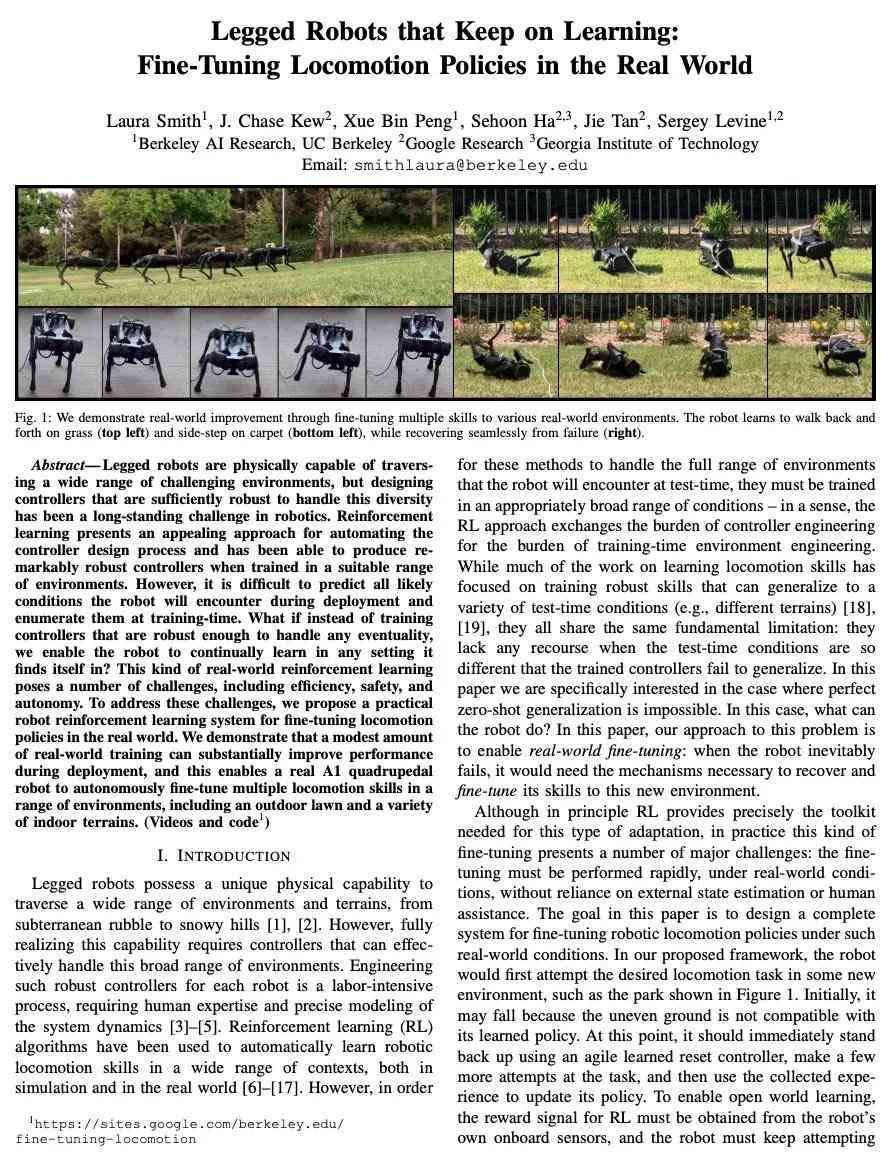 Legged Robots that Keep on Learning:
Fine-Tuning Locomotion Policies in the Real World
Laura Smith1, J. Chase Kew2, Xue Bin Peng1, Sehoon Ha2,3, Jie Tan2, Sergey Levine1,2
1Berkeley AI Research, UC Berkeley 2Google Research 3Georgia Institute of Technology
Email: smithlaura@berkeley.edu
Fig. 1: We demonstrate real-world improvement through fine-tuning multiple skills to various real-world environments. The robot learns to walk back and
forth on grass (top left) and side-step on carpet (bottom left), while recovering seamlessly from failure (right).
Abstract—Legged robots are physically capable of travers-
ing a wide range of challenging environments, but designing
controllers that are sufficiently robust to handle this diversity
has been a long-standing challenge in robotics. Reinforcement
learning presents an appealing approach for automating the
controller design process and has been able to produce re-
markably robust controllers when trained in a suitable range
of environments. However, it is difficult to predict all likely
conditions the robot will encounter during deployment and
enumerate them at training-time. What if instead of training
controllers that are robust enough to handle any eventuality,
we enable the robot to continually learn in any setting it
finds itself in? This kind of real-world reinforcement learning
poses a number of challenges, including efficiency, safety, and
autonomy. To address these challenges, we propose a practical
robot reinforcement learning system for fine-tuning locomotion
policies in the real world. We demonstrate that a modest amount
of real-world training can substantially improve performance
during deployment, and this enables a real A1 quadrupedal
robot to autonomously fine-tune multiple locomotion skills in a
range of environments, including an outdoor lawn and a variety
of indoor terrains. (Videos and code1)
I. INTRODUCTION
Legged robots possess a unique physical capability to
traverse a wide range of environments and terrains, from
subterranean rubble to snowy hills [1], [2]. However, fully
realizing this capability requires controllers that can effec-
tively handle this broad range of environments. Engineering
such robust controllers for each robot is a labor-intensive
process, requiring human expertise and precise modeling of
the system dynamics [3]–[5]. Reinforcement learning (RL)
algorithms have been used to automatically learn robotic
locomotion skills in a wide range of contexts, both in
simulation and in the real world [6]–[17]. However, in order
1https://sites.google.com/berkeley.edu/
fine-tuning-locomotion
for these methods to handle the full range of environments
that the robot will encounter at test-time, they must be trained
in an appropriately broad range of conditions – in a sense, the
RL approach exchanges the burden of controller engineering
for the burden of training-time environment engineering.
While much of the work on learning locomotion skills has
focused on training robust skills that can generalize to a
variety of test-time conditions (e.g., different terrains) [18],
[19], they all share the same fundamental limitation: they
lack any recourse when the test-time conditions are so
different that the trained controllers fail to generalize. In this
paper we are specifically interested in the case where perfect
zero-shot generalization is impossible. In this case, what can
the robot do? In this paper, our approach to this problem is
to enable real-world fine-tuning: when the robot inevitably
fails, it would need the mechanisms necessary to recover and
fine-tune its skills to this new environment.
Although in principle RL provides precisely the toolkit
needed for this type of adaptation, in practice this kind of
fine-tuning presents a number of major challenges: the fine-
tuning must be performed rapidly, under real-world condi-
tions, without reliance on external state estimation or human
assistance. The goal in this paper is to design a complete
system for fine-tuning robotic locomotion policies under such
real-world conditions. In our proposed framework, the robot
would first attempt the desired locomotion task in some new
environment, such as the park shown in Figure 1. Initially, it
may fall because the uneven ground is not compatible with
its learned policy. At this point, it should immediately stand
back up using an agile learned reset controller, make a few
more attempts at the task, and then use the collected expe-
rience to update its policy. To enable open world learning,
the reward signal for RL must be obtained from the robot's
own onboard sensors, and the robot must keep attempting